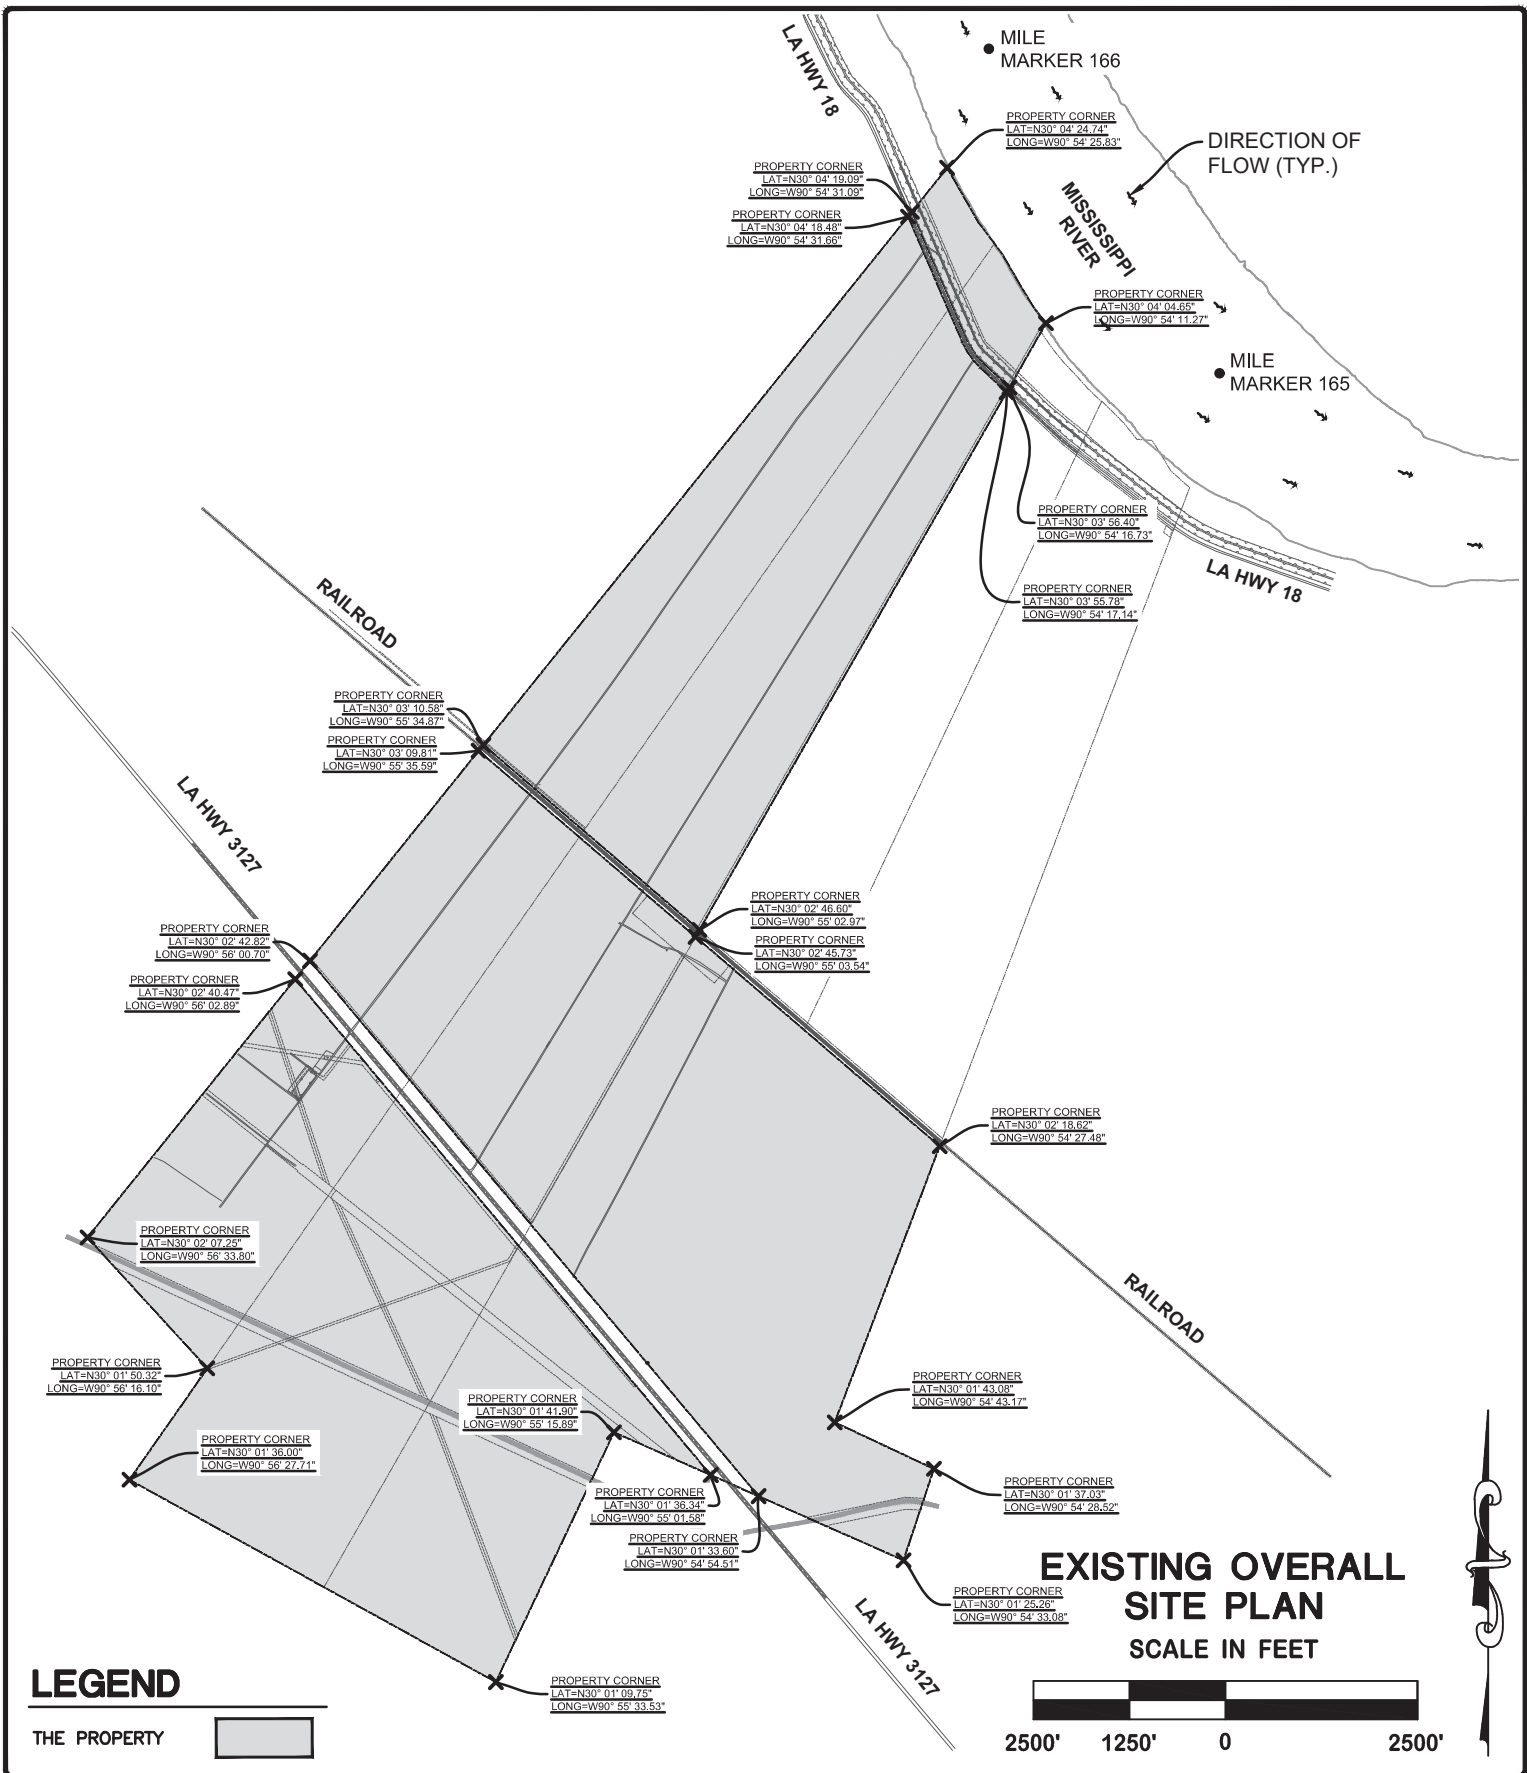 MILE
MARKER 166
LA HWY 18
PROPERTY CORNER
LAT=N30° 04' 24.74"
LONG=W90° 54' 25.83"
DIRECTION OF
FLOW (TYP.)
PROPERTY CORNER
LAT=N30° 04' 19.09"
LONG=W90° 54' 31.09"
MISSISSIPPI
RIVER
PROPERTY CORNER
LAT=N30° 04' 18.48"
LONG=W90° 54' 31.66"
PROPERTY CORNER
LAT=N30° 04' 04.65"
LONG=W90° 54' 11.27"
MILE
MARKER 165
PROPERTY CORNER
LAT=N30° 03' 56.40"
LONG=W90° 54' 16.73"
LA HWY 18
PROPERTY CORNER
LAT=N30° 03' 55.78"
LONG=W90° 54' 17,14"
RAILROAD
PROPERTY CORNER
LAT=N30° 03' 10.58"
LONG=W90° 55' 34.87"
PROPERTY CORNER
LAT=N30° 03' 09.81"
LONG=W90° 55' 35.59"
LA HWY 3127
PROPERTY CORNER
LAT=N30° 02' 46.60"
LONG=W90° 55' 02.97"
PROPERTY CORNER
LAT=N30° 02' 45.73"
LONG=W90° 55' 03.54"
PROPERTY CORNER
LAT=N30° 02' 42.82"
LONG=W90° 56' 00.70"
PROPERTY CORNER
LAT=N30° 02' 40.47"
LONG=W90° 56' 02.89"
PROPERTY CORNER
LAT=N30° 02' 18.62"
LONG=W90° 54' 27.48"
PROPERTY CORNER
LAT=N30° 02' 07.25"
LONG=W90° 56' 33.80"
RAILROAD
PROPERTY CORNER
LAT=N30° 01' 50.32"
LONG=W90° 56' 16.10"
PROPERTY CORNER
LAT=N30° 01' 43.08"
LONG=W90° 54' 43.17"
PROPERTY CORNER
LAT=N30° 01' 41.90"
LONG=W90° 55' 15.89"
PROPERTY CORNER
LAT=N30° 01' 36.00"
LONG=W90° 56' 27.71"
PROPERTY CORNER
LAT=N30° 01' 36.34"
LONG=W90° 55' 01.58"
PROPERTY CORNER
LAT=N30° 01' 37.03"
LONG=W90° 54' 28.52"
PROPERTY CORNER
LAT=N30° 01' 33.60"
LONG=W90° 54' 54.51"
PROPERTY CORNER
LAT=N30° 01' 25.26"
LONG=W90° 54' 33.08"
LA HWY 3127
PROPERTY CORNER
LAT=N30° 01' 09.75"
LONG=W90° 55' 33.53"
EXISTING OVERALL
SITE PLAN
SCALE IN FEET
2500' 1250' 0 2500'
LEGEND
THE PROPERTY